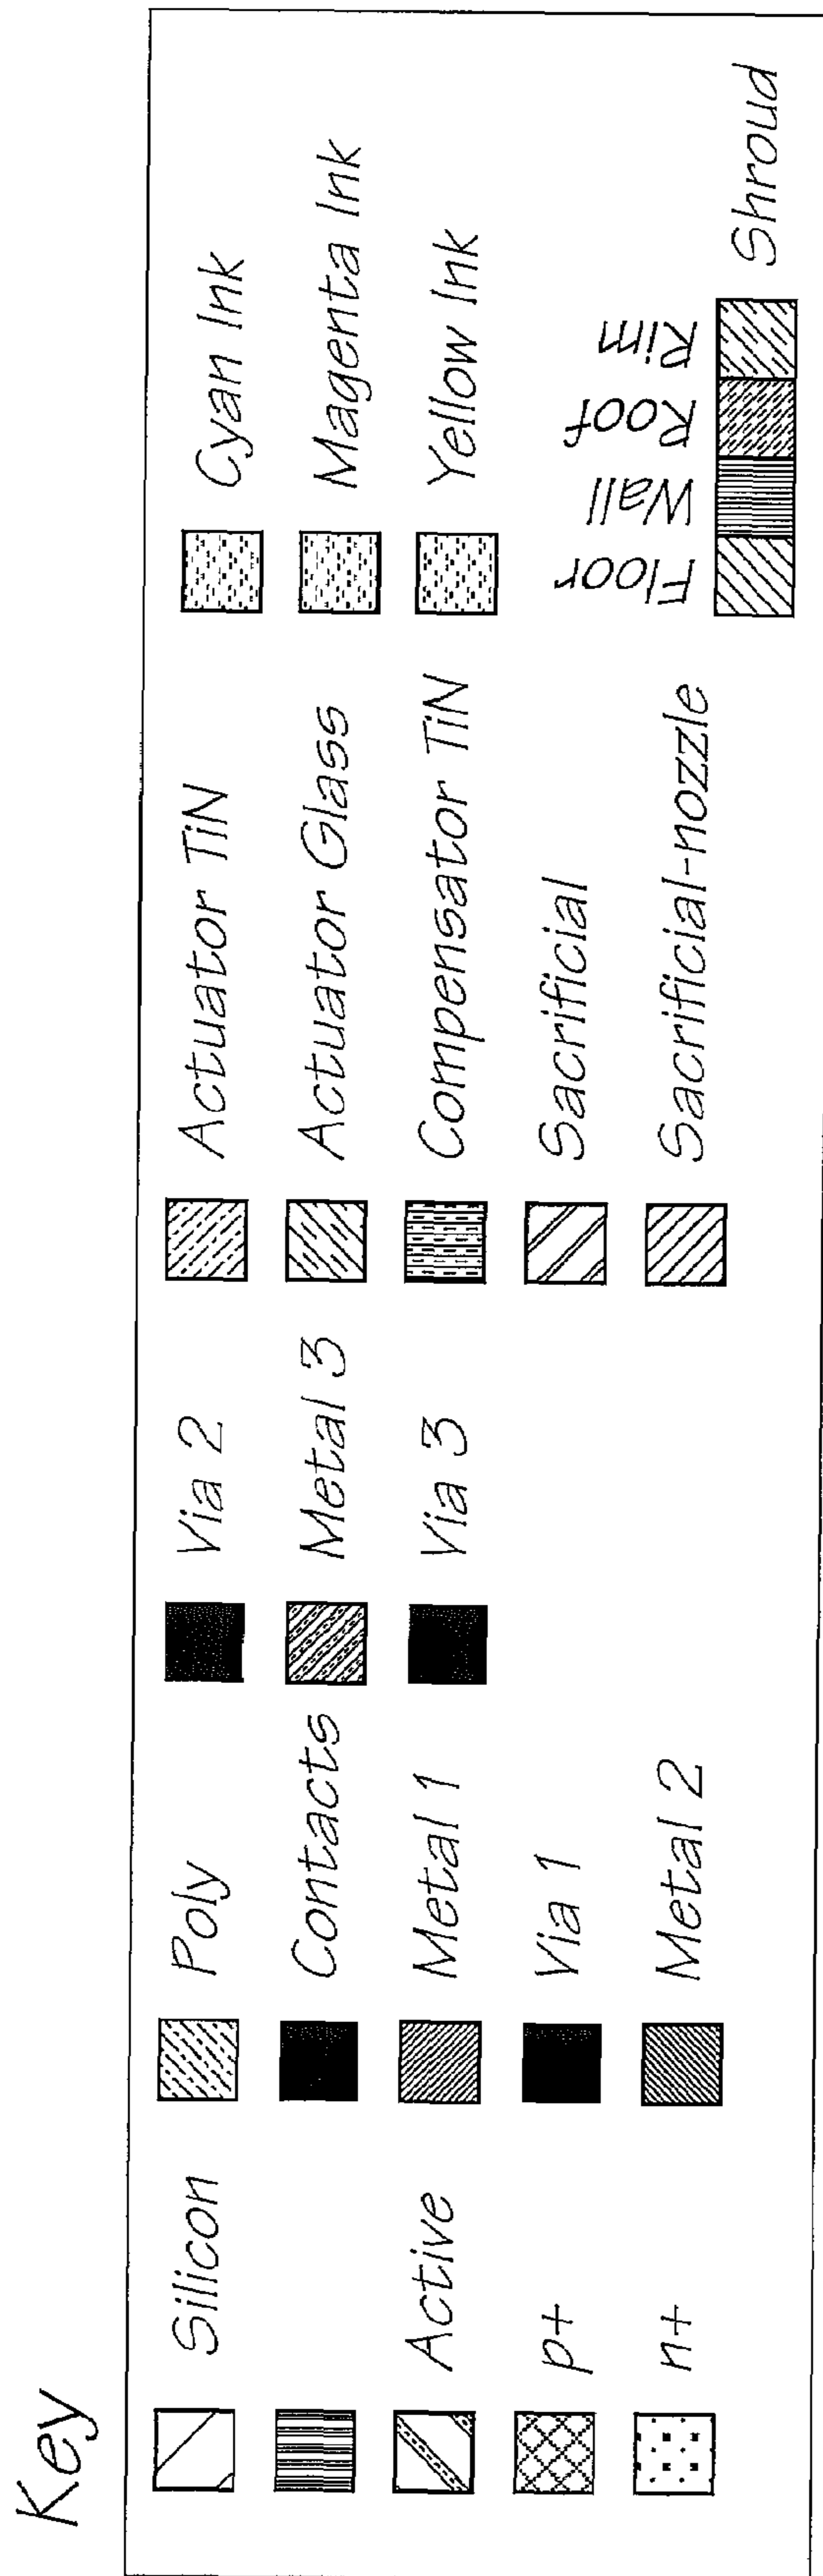 Key
Silicon
Active
p+
n+
Poly
Contacts
Metal 1
Via 1
Metal 2
Via 2
Metal 3
Via 3
Actuator TiN
Actuator Glass
Compensator TiN
Sacrificial
Sacrificial-nozzle
Cyan Ink
Magenta Ink
Yellow Ink
Floor
Wall
Roof
Rim
Shroud